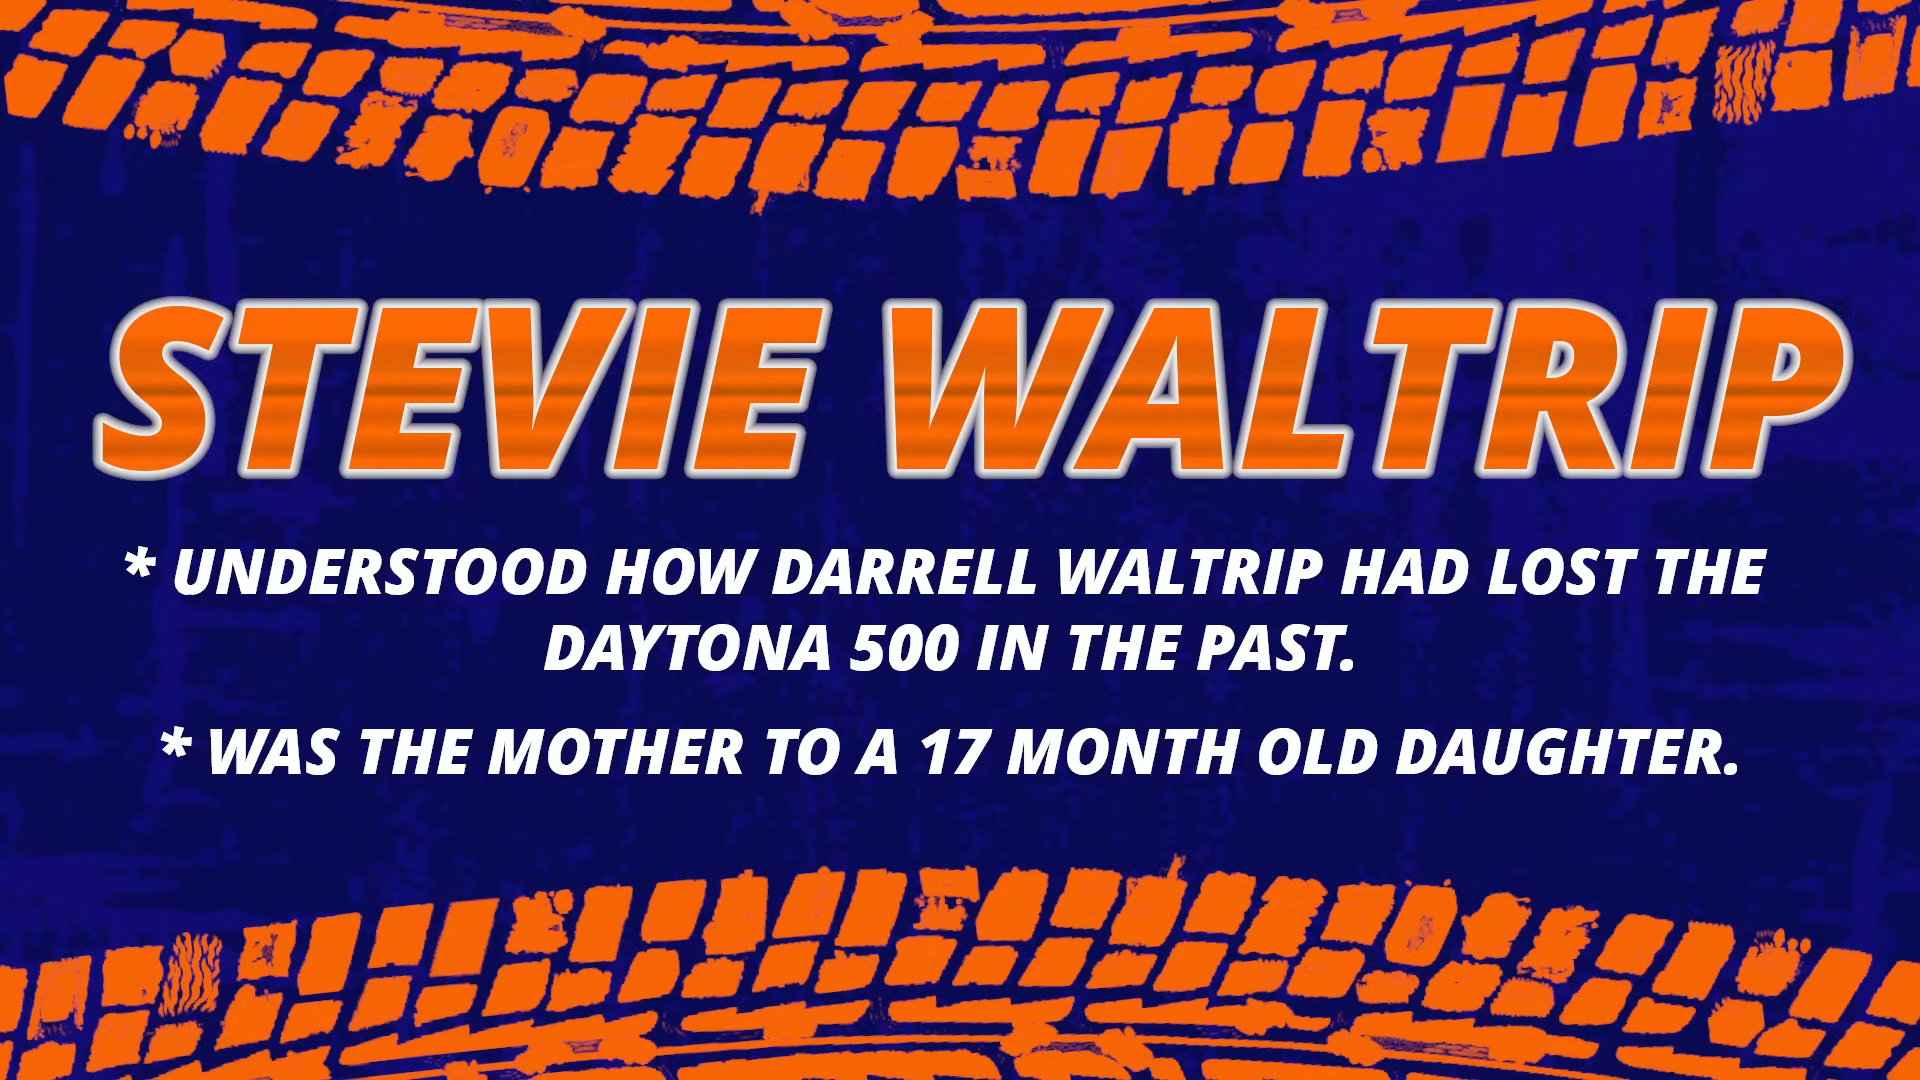 STEVIE WALTRIP
* UNDERSTOOD HOW DARRELL WALTRIP HAD LOST THE
DAYTONA 500 IN THE PAST.
* WAS THE MOTHER TO A 17 MONTH OLD DAUGHTER.